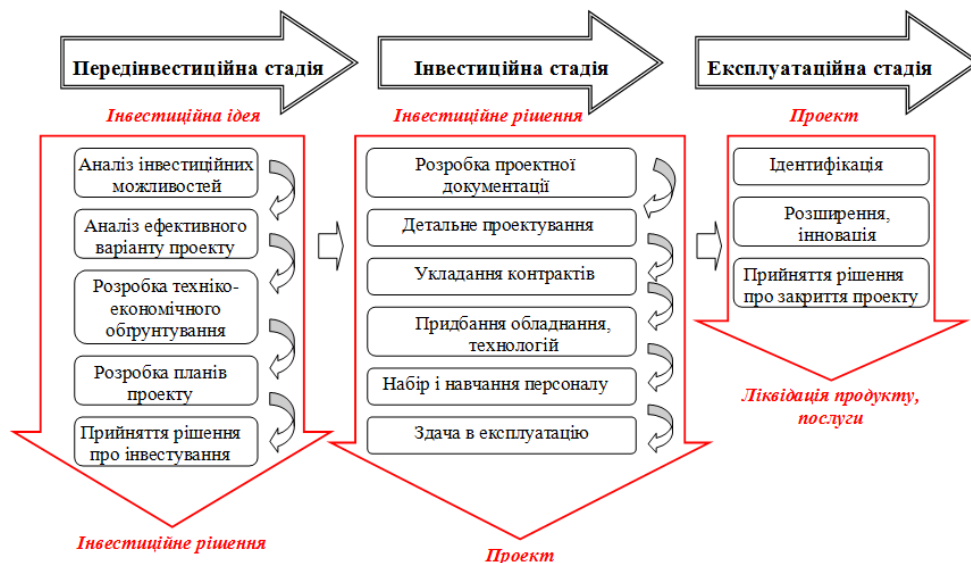 Передінвестиційна стадія
Інвестиційна ідея
Аналіз інвестиційних
можливостей
Аналіз ефективного
варіанту проекту
Розробка техніко-
економічного
обґрунтування
Розробка планів
проекту
Прийняття рішення
про інвестування
Інвестиційне рішення
Інвестиційна стадія
Інвестиційне рішення
Розробка проектної
документації
Детальне проектування
Укладання контрактів
Придбання обладнання,
технологій
Набір і навчання персоналу
Здача в експлуатацію
Проект
Експлуатаційна стадія
Проект
Ідентифікація
Розширення,
інновація
Прийняття рішення
про закриття проекту
Ліквідація продукту,
послуги